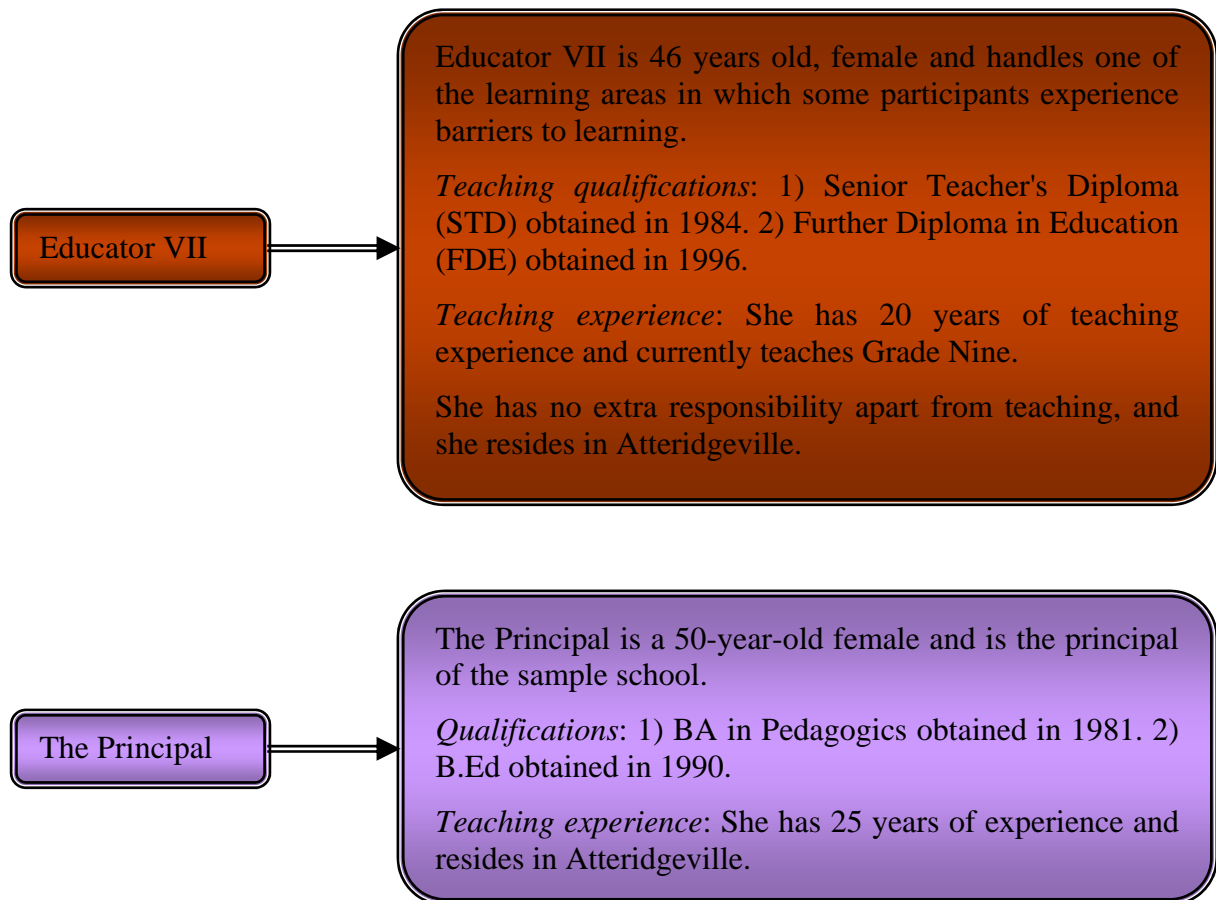 Educator VII
Educator VII is 46 years old, female and handles one of
the learning areas in which some participants experience
barriers to learning.
Teaching qualifications: 1) Senior Teacher's Diploma
(STD) obtained in 1984. 2) Further Diploma in Education
(FDE) obtained in 1996.
Teaching experience: She has 20 years of teaching
experience and currently teaches Grade Nine.
She has no extra responsibility apart from teaching, and
she resides in Atteridgeville.
The Principal
The Principal is a 50-year-old female and is the principal
of the sample school.
Qualifications: 1) BA in Pedagogics obtained in 1981. 2)
B.Ed obtained in 1990.
Teaching experience: She has 25 years of experience and
resides in Atteridgeville.